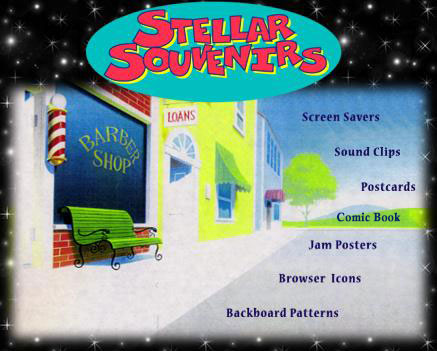 STELLAR
SOUVENIRS
LOANS
BARBER
SHOP
Screen Savers
Sound Clips
Postcards
Comic Book
Jam Posters
Browser Icons
Backboard Patterns